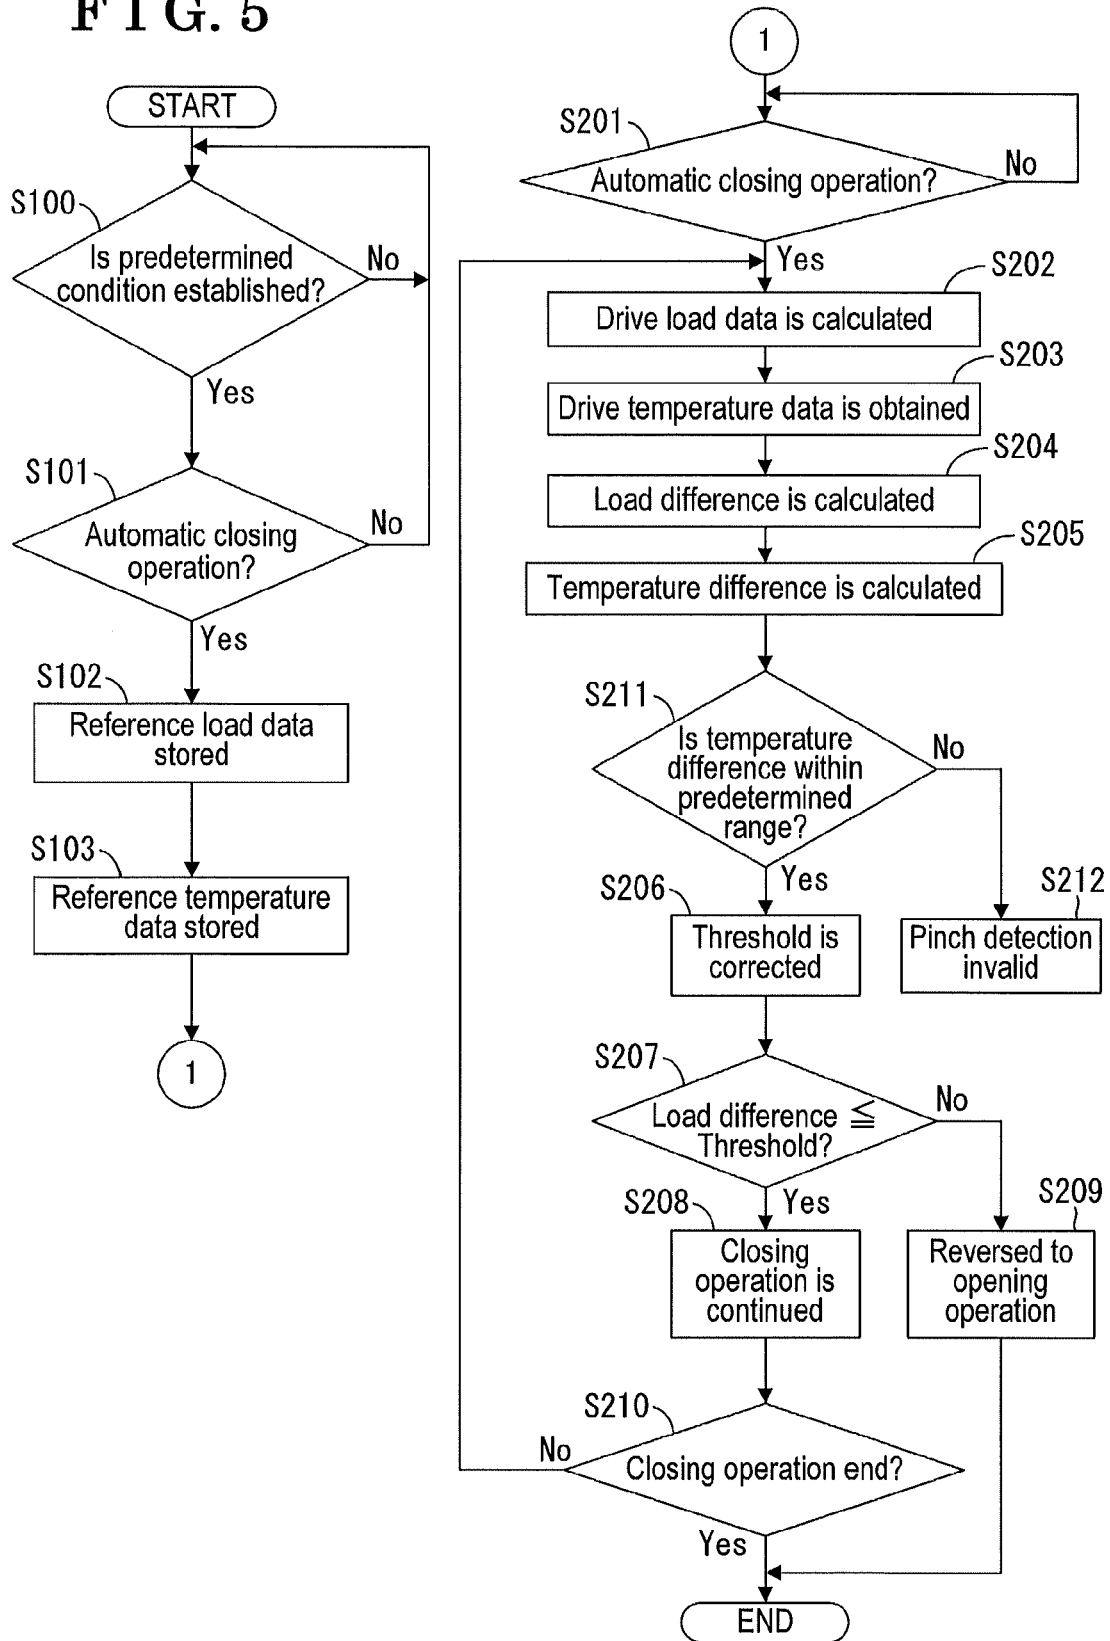 FIG. 5
START
S100
Is predetermined
condition established?
No
Yes
S101
Automatic closing
operation?
No
Yes
S102
Reference load data
stored
S103
Reference temperature
data stored
1
1
S201
Automatic closing operation?
No
Yes
S202
Drive load data is calculated
S203
Drive temperature data is obtained
S204
Load difference is calculated
S205
Temperature difference is calculated
S211
Is temperature
difference within
predetermined
range?
No
Yes
S206
Threshold is
corrected
S212
Pinch detection
invalid
S207
Load difference ≦
Threshold?
No
Yes
S208
Closing
operation is
continued
S209
Reversed to
opening
operation
S210
Closing operation end?
No
Yes
END